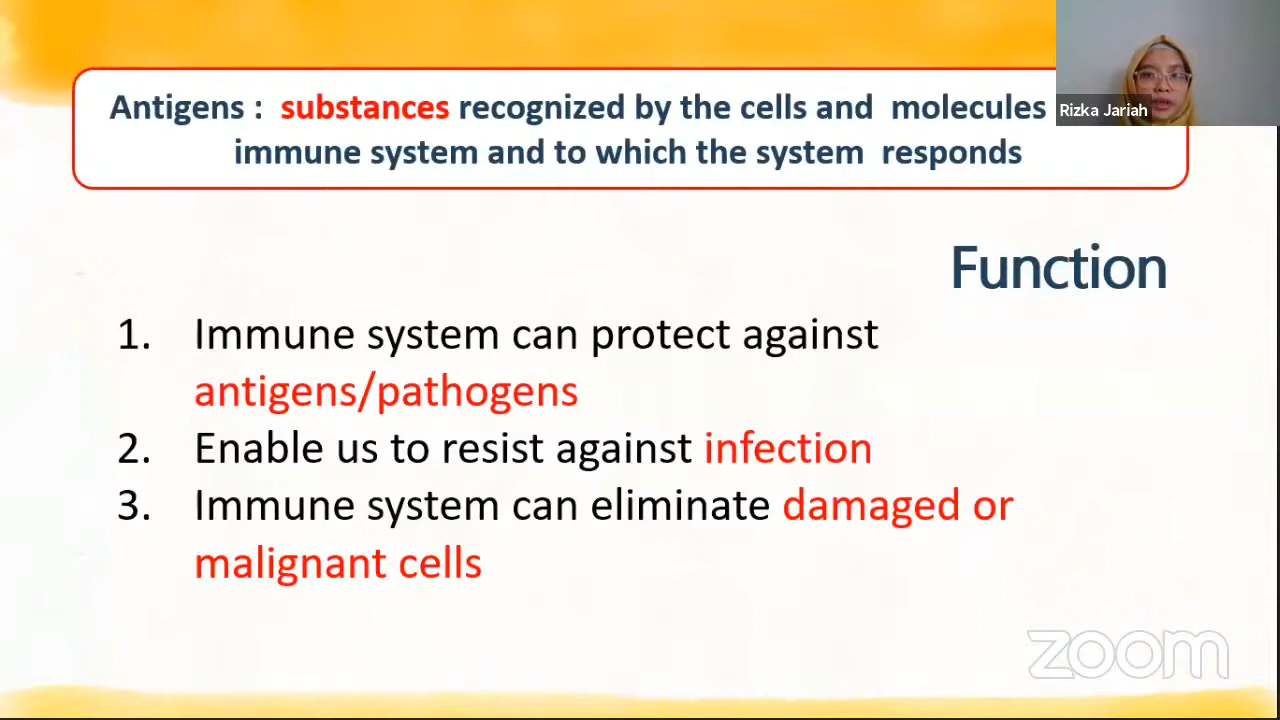 Antigens : substances recognized by the cells and molecules
immune system and to which the system responds
Rizka Jariah
Function
1. Immune system can protect against
antigens/pathogens
2. Enable us to resist against infection
3. Immune system can eliminate damaged or
malignant cells
zoom